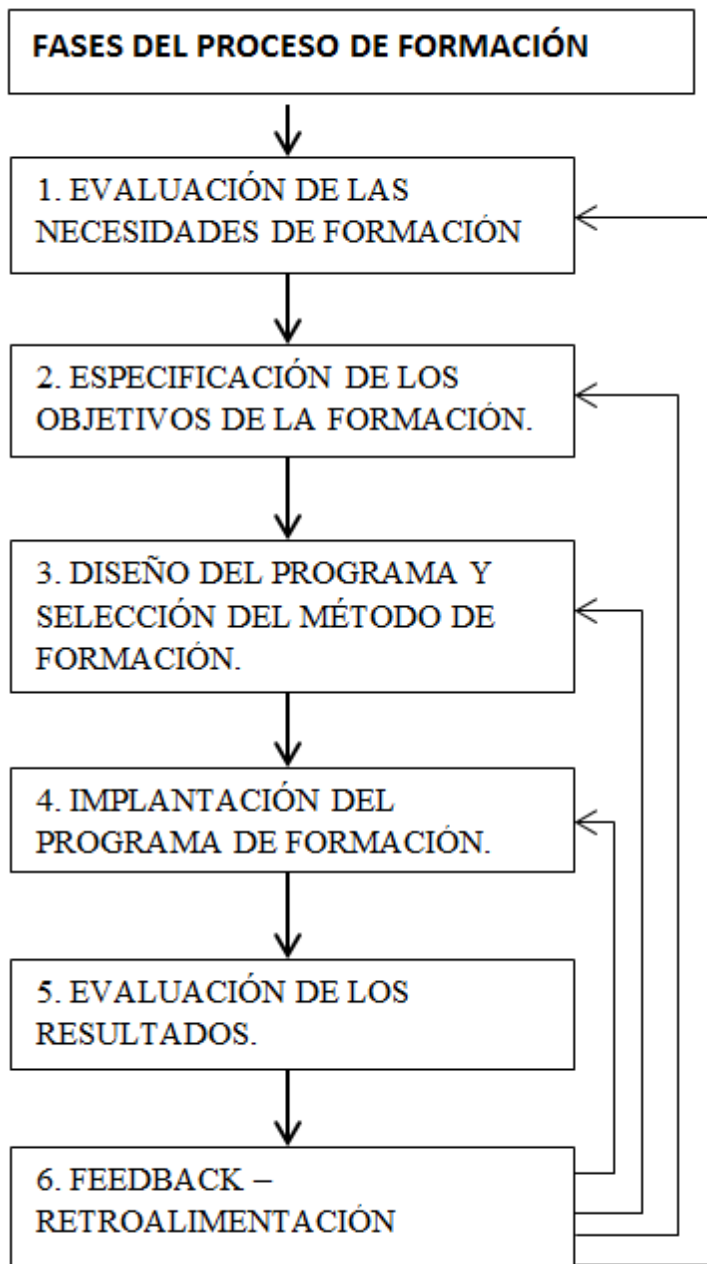 FASES DEL PROCESO DE FORMACIÓN
1. EVALUACIÓN DE LAS
NECESIDADES DE FORMACIÓN
2. ESPECIFICACIÓN DE LOS
OBJETIVOS DE LA FORMACIÓN.
3. DISEÑO DEL PROGRAMA Y
SELECCIÓN DEL MÉTODO DE
FORMACIÓN.
4. IMPLANTACIÓN DEL
PROGRAMA DE FORMACIÓN.
5. EVALUACIÓN DE LOS
RESULTADOS.
6. FEEDBACK –
RETROALIMENTACIÓN